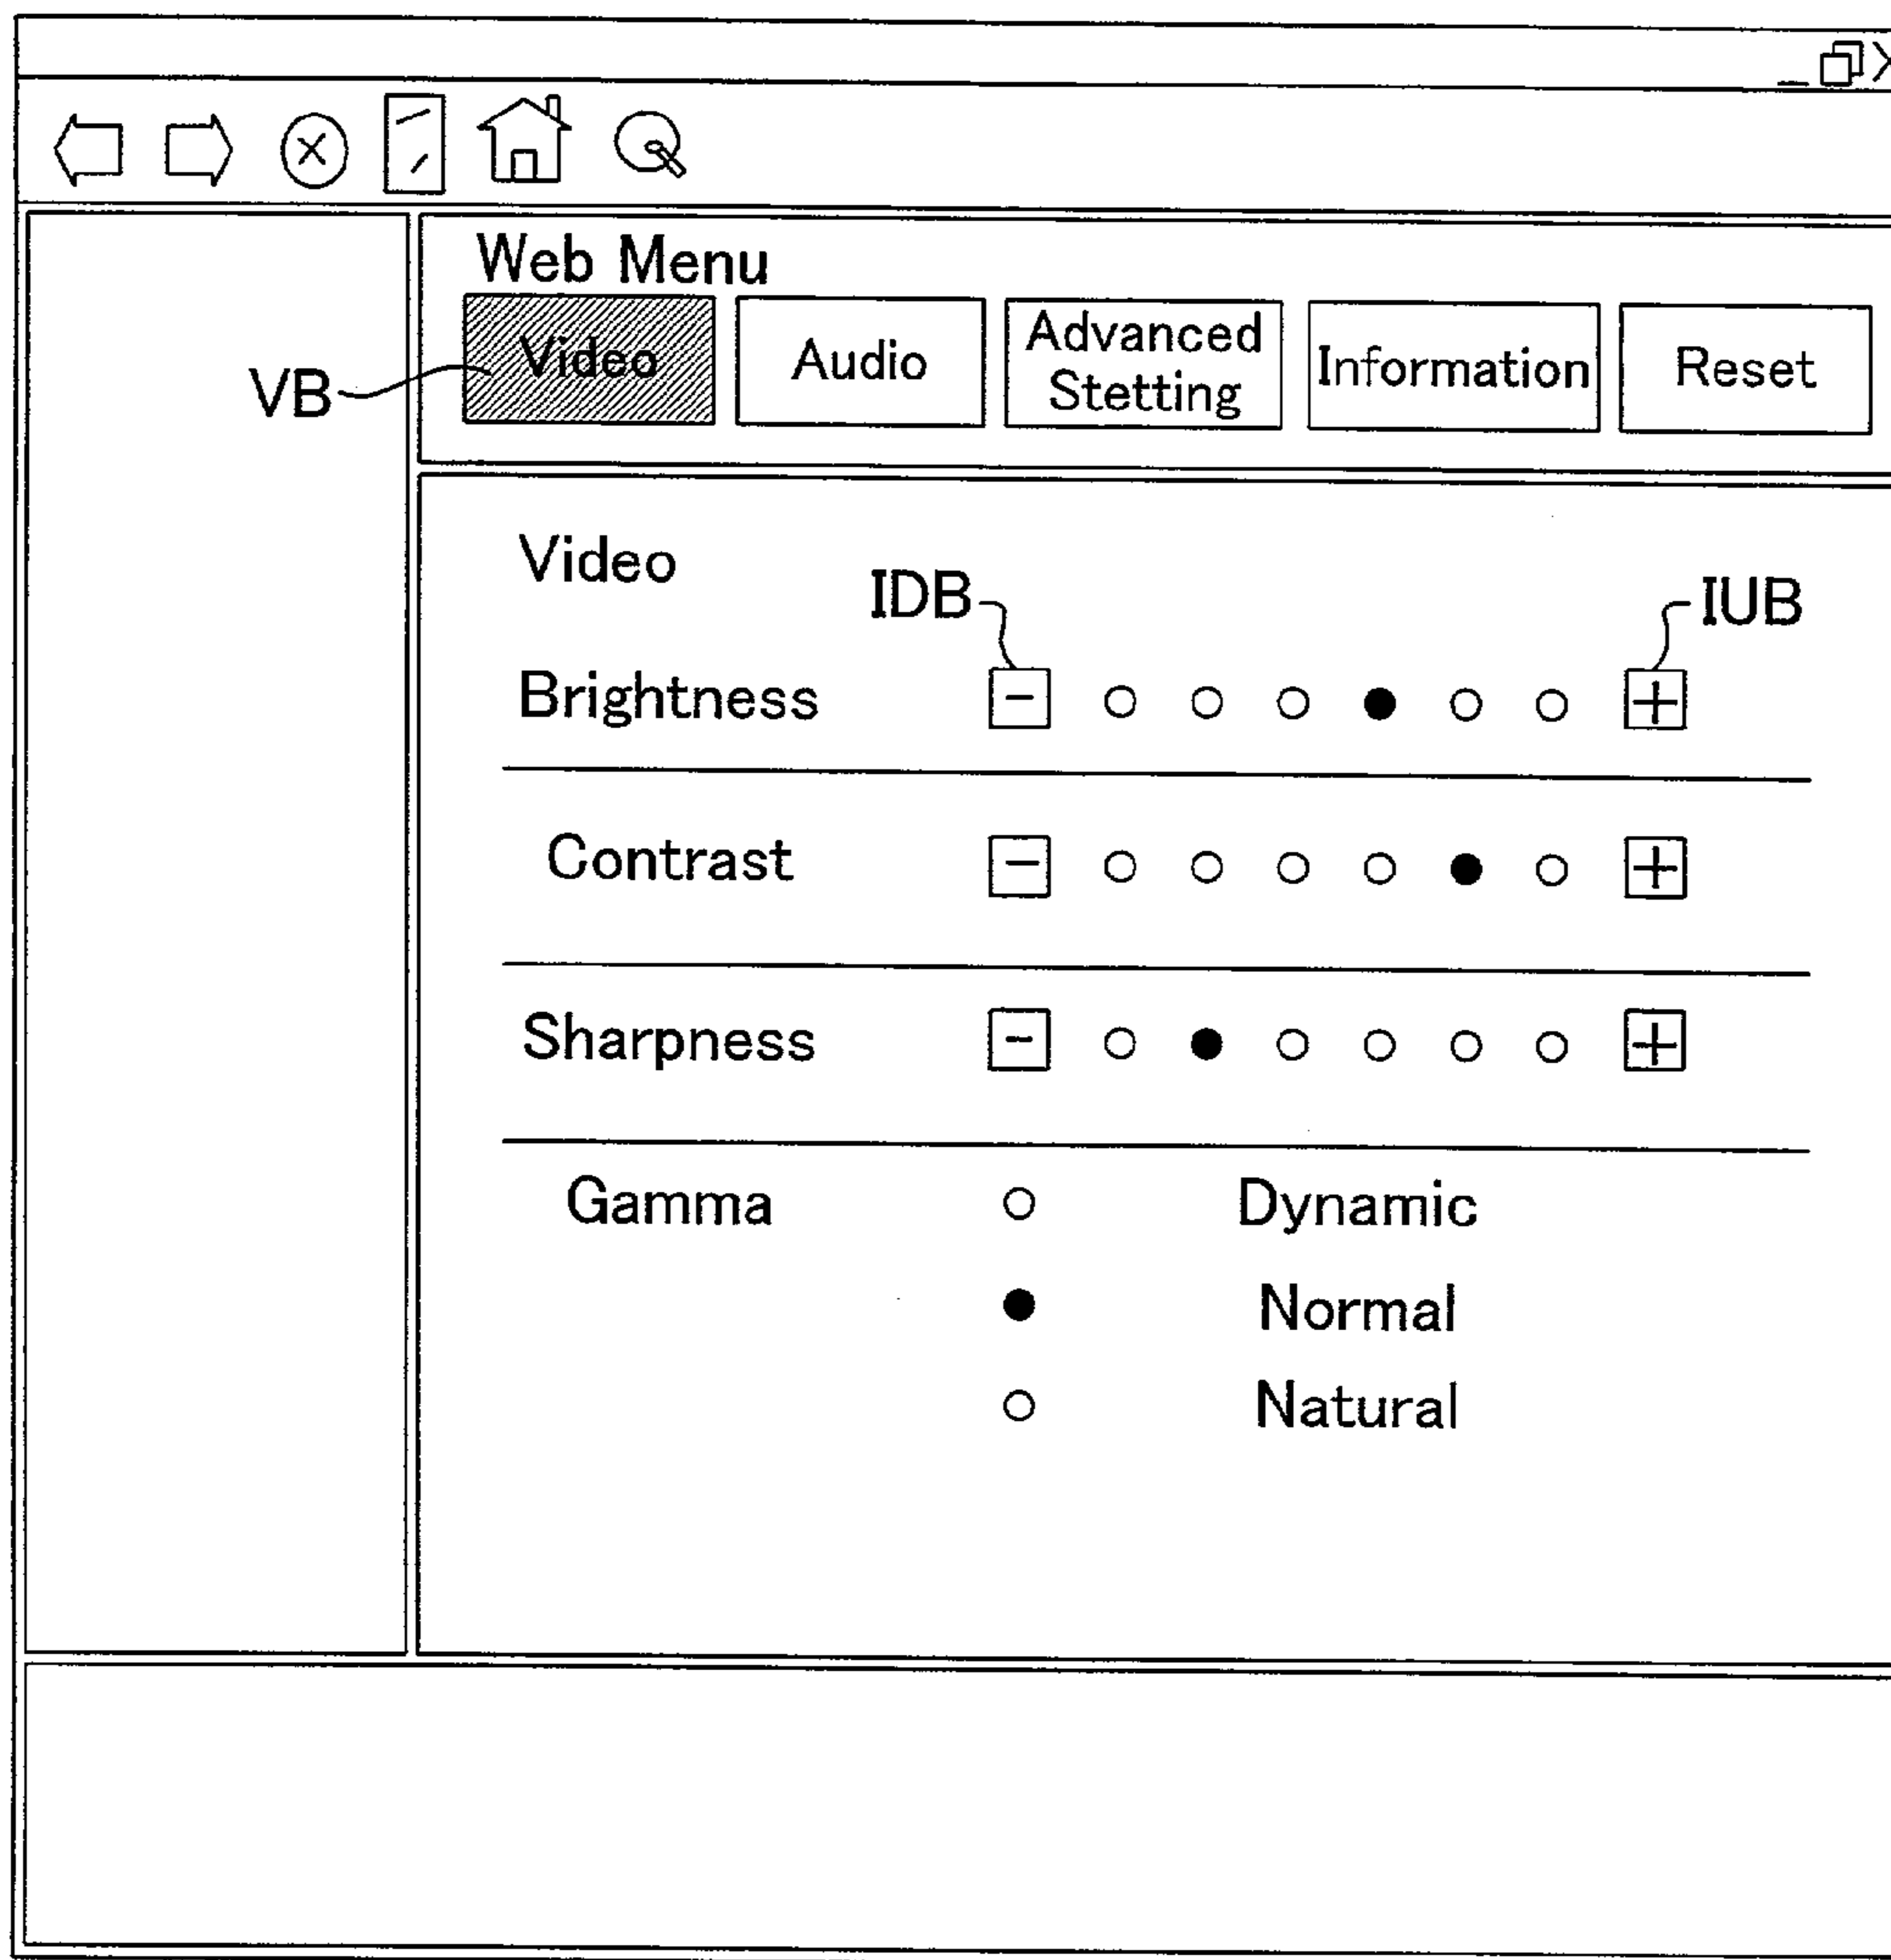 Web Menu
VB Video Audio Advanced Stetting Information Reset
Video
IDB IUB
Brightness - +
Contrast - +
Sharpness - +
Gamma Dynamic
Normal
Natural